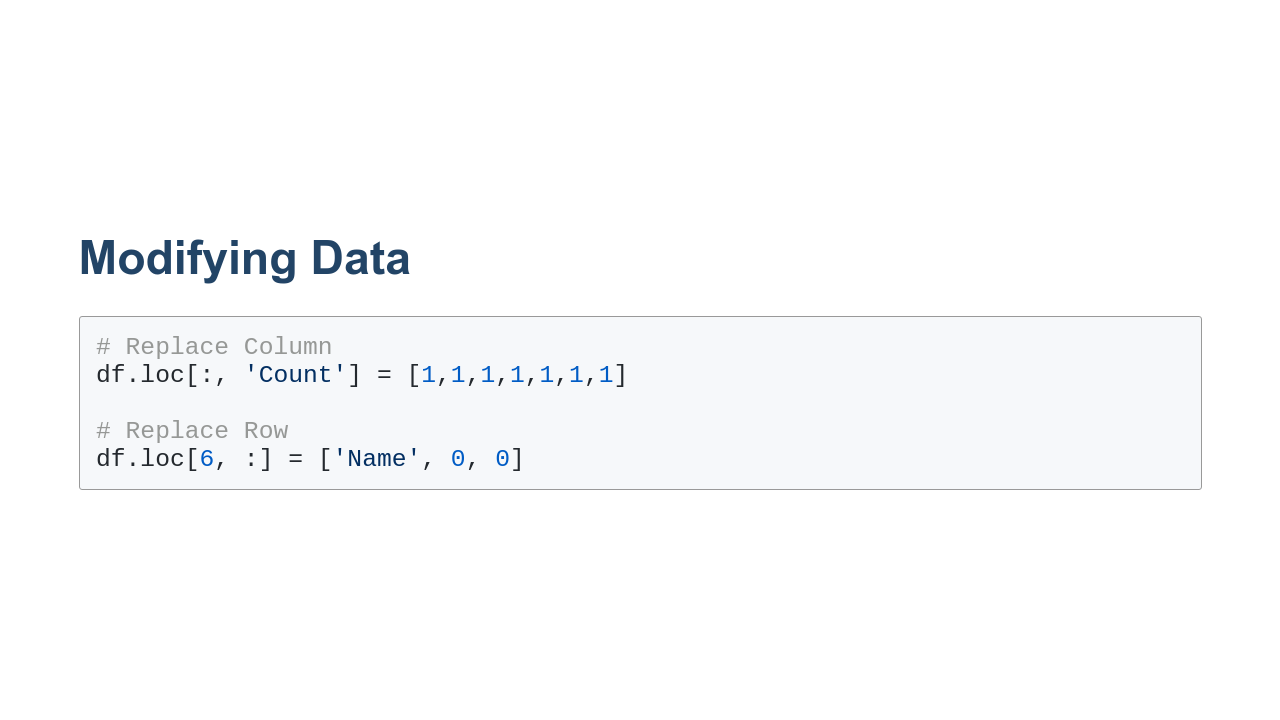 Modifying Data
# Replace Column
df.loc[:, 'Count'] = [1,1,1,1,1,1,1]
# Replace Row
df.loc[6, :] = ['Name', 0, 0]